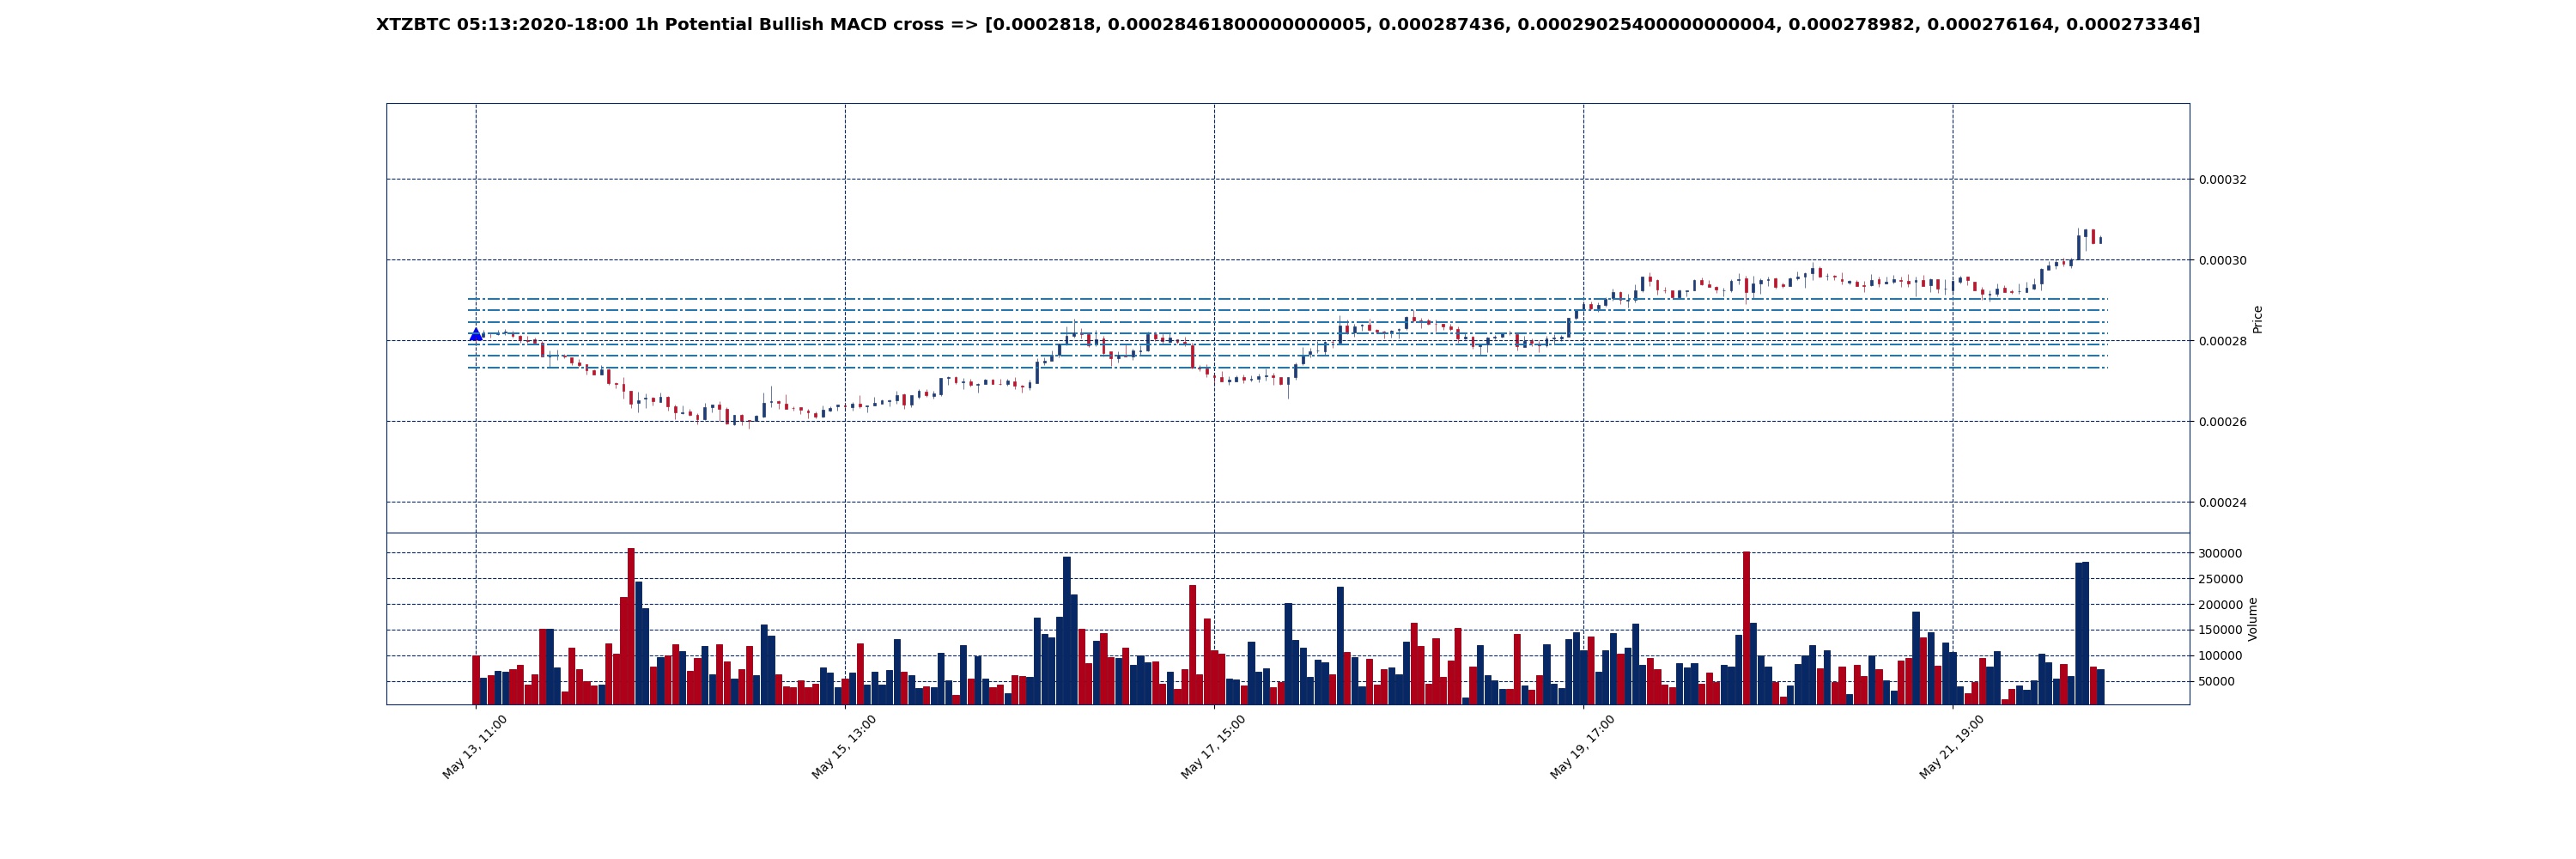 XTZBTC 05:13:2020-18:00 1h Potential Bullish MACD cross => [0.0002818, 0.00028461800000000005, 0.000287436, 0.00029025400000000004, 0.000278982, 0.000276164, 0.000273346]
0.00032
0.00030
0.00028
0.00026
0.00024
Price
300000
250000
200000
150000
100000
50000
Volume
May 13, 11:00
May 15, 13:00
May 17, 15:00
May 19, 17:00
May 21, 19:00